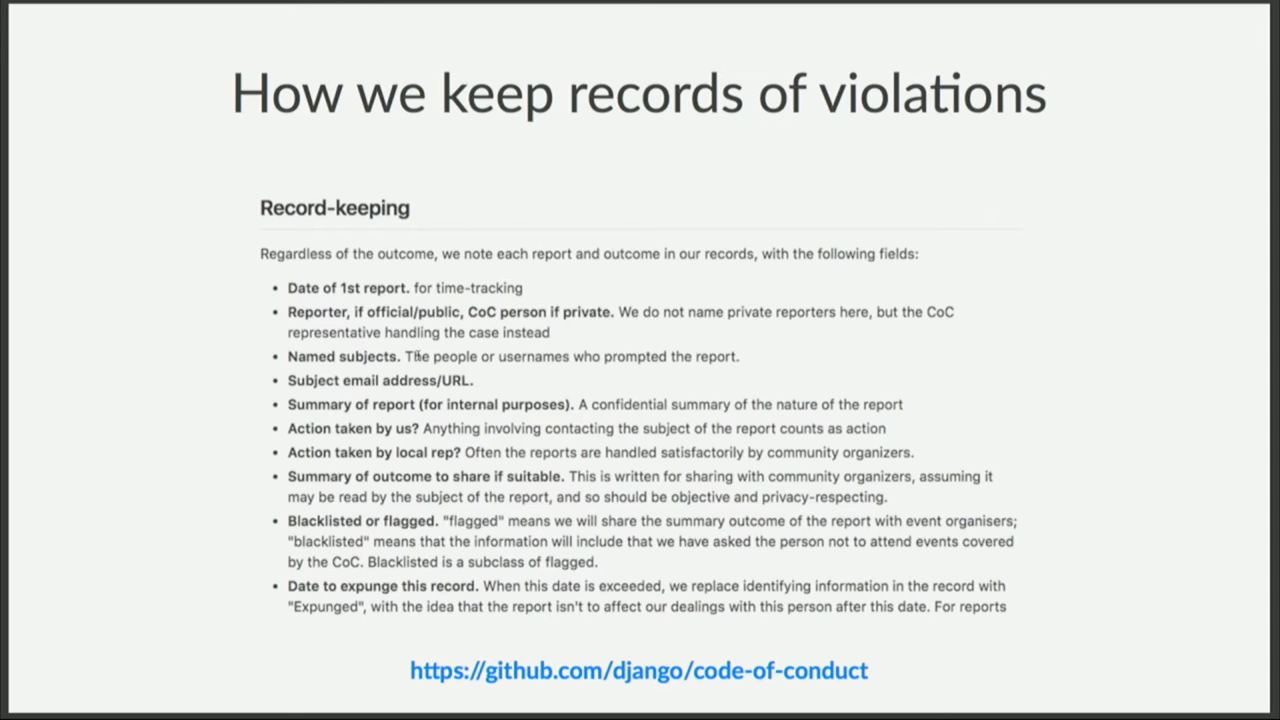 How we keep records of violations
Record-keeping
Regardless of the outcome, we note each report and outcome in our records, with the following fields:
• Date of 1st report. for time-tracking
• Reporter, if official/public, CoC person if private. We do not name private reporters here, but the CoC
representative handling the case instead
• Named subjects. The people or usernames who prompted the report.
• Subject email address/URL.
• Summary of report (for internal purposes). A confidential summary of the nature of the report
• Action taken by us? Anything involving contacting the subject of the report counts as action
• Action taken by local rep? Often the reports are handled satisfactorily by community organizers.
• Summary of outcome to share if suitable. This is written for sharing with community organizers, assuming it
may be read by the subject of the report, and so should be objective and privacy-respecting.
• Blacklisted or flagged. "flagged" means we will share the summary outcome of the report with event organisers;
"blacklisted" means that the information will include that we have asked the person not to attend events covered
by the CoC. Blacklisted is a subclass of flagged.
• Date to expunge this record. When this date is exceeded, we replace identifying information in the record with
"Expunged", with the idea that the report isn't to affect our dealings with this person after this date. For reports
https://github.com/django/code-of-conduct